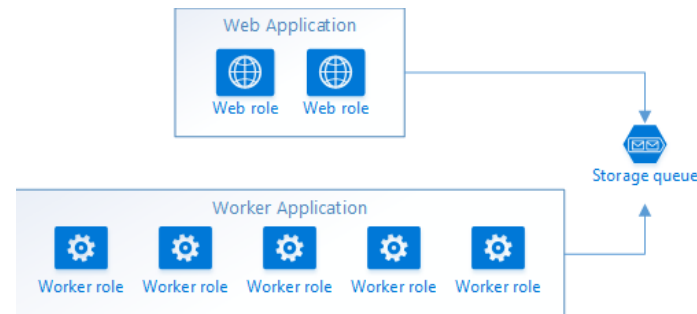 Web Application
Web role Web role
Storage queue
Worker Application
Worker role Worker role Worker role Worker role Worker role